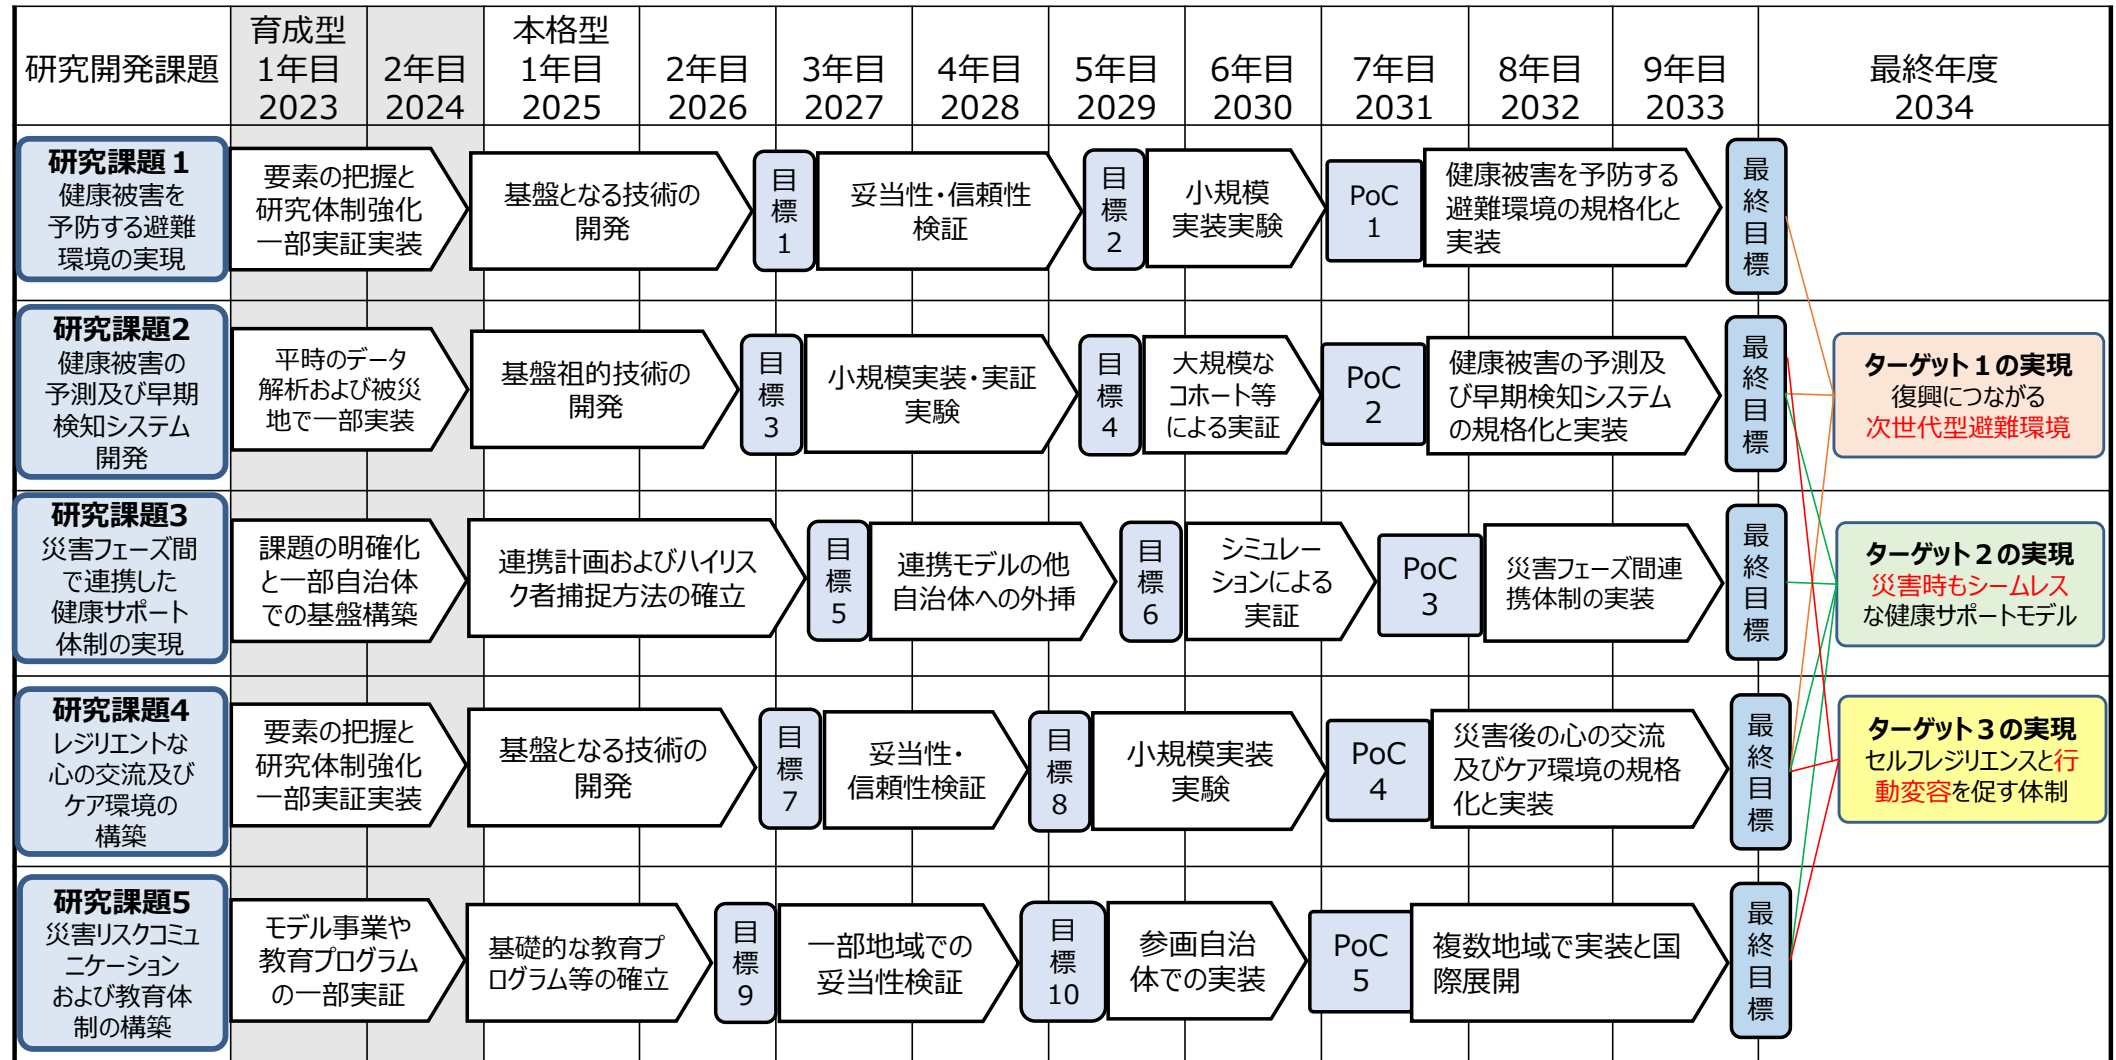 研究開発課題
育成型
1年目
2023
2年目
2024
本格型
1年目
2025
2年目
2026
3年目
2027
4年目
2028
5年目
2029
6年目
2030
7年目
2031
8年目
2032
9年目
2033
最終年度
2034
研究課題１
健康被害を
予防する避難
環境の実現
要素の把握と
研究体制強化
一部実証実装
基盤となる技術の
開発
目
標
1
妥当性・信頼性
検証
目
標
2
小規模
実装実験
PoC
1
健康被害を予防する
避難環境の規格化と
実装
最
終
目
標
研究課題2
健康被害の
予測及び早期
検知システム
開発
平時のデータ
解析および被災
地で一部実装
基盤祖的技術の
開発
目
標
3
小規模実装・実証
実験
目
標
4
大規模な
コホート等
による実証
PoC
2
健康被害の予測及
び早期検知システム
の規格化と実装
最
終
目
標
ターゲット１の実現
復興につながる
次世代型避難環境
研究課題3
災害フェーズ間
で連携した
健康サポート
体制の実現
課題の明確化
と一部自治体
での基盤構築
連携計画およびハイリス
ク者捕捉方法の確立
目
標
5
連携モデルの他
自治体への外挿
目
標
6
シミュレー
ションによる
実証
PoC
3
災害フェーズ間連
携体制の実装
最
終
目
標
ターゲット２の実現
災害時もシームレス
な健康サポートモデル
研究課題4
レジリエントな
心の交流及び
ケア環境の
構築
要素の把握と
研究体制強化
一部実証実装
基盤となる技術の
開発
目
標
7
妥当性・
信頼性検証
目
標
8
小規模実装
実験
PoC
4
災害後の心の交流
及びケア環境の規格
化と実装
最
終
目
標
ターゲット３の実現
セルフレジリエンスと行
動変容を促す体制
研究課題5
災害リスクコミュ
ニケーション
および教育体
制の構築
モデル事業や
教育プログラム
の一部実証
基礎的な教育プ
ログラム等の確立
目
標
9
一部地域での
妥当性検証
目
標
10
参画自治
体での実装
PoC
5
複数地域で実装と国
際展開
最
終
目
標